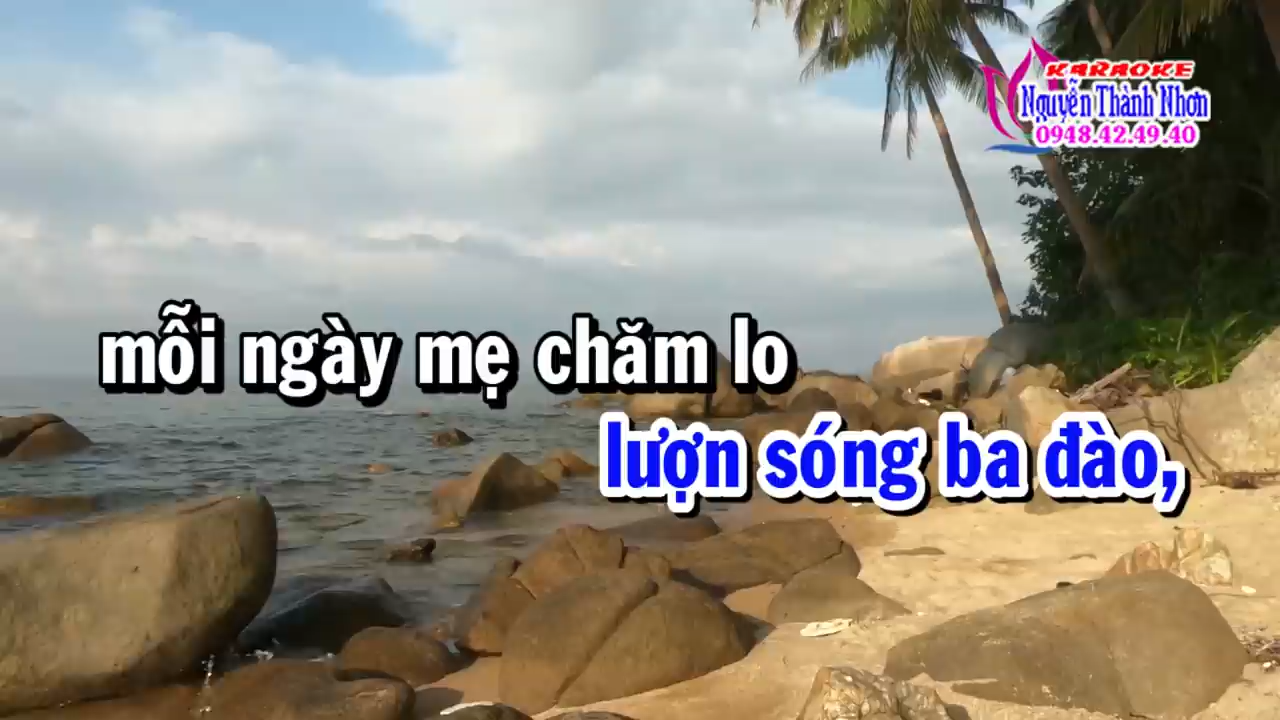 KARAOKE
Nguyễn Thành Nhơn
0948.42.49.40
mỗi ngày mẹ chăm lo
lượn sóng ba đào,